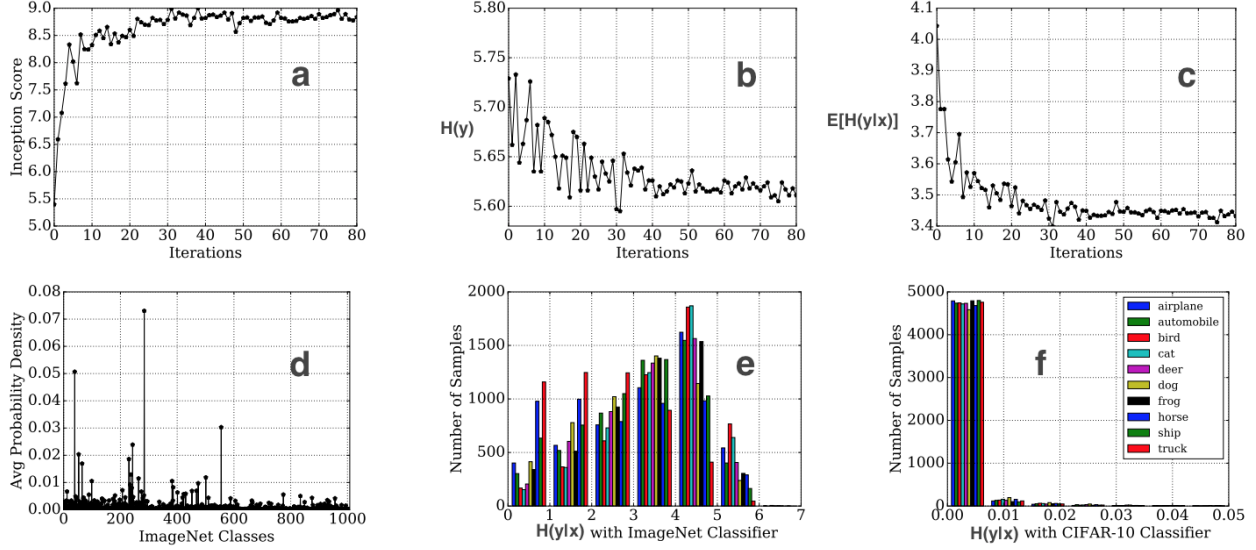 9.0
8.5
8.0
7.5
7.0
6.5
6.0
5.5
5.0
Inception Score
a
0 10 20 30 40 50 60 70 80
Iterations
5.80
5.75
5.70
5.65
5.60
H(y)
b
0 10 20 30 40 50 60 70 80
Iterations
4.1
4.0
3.9
3.8
3.7
3.6
3.5
3.4
E[H(y|x)]
c
0 10 20 30 40 50 60 70 80
Iterations
0.08
0.07
0.06
0.05
0.04
0.03
0.02
0.01
0.00
Avg Probability Density
d
0 200 400 600 800 1000
ImageNet Classes
2000
1500
1000
500
0
Number of Samples
e
0 1 2 3 4 5 6 7
H(y|x) with ImageNet Classifier
5000
4000
3000
2000
1000
0
Number of Samples
f
airplane
automobile
bird
cat
deer
dog
frog
horse
ship
truck
0.00 0.01 0.02 0.03 0.04 0.05
H(y|x) with CIFAR-10 Classifier